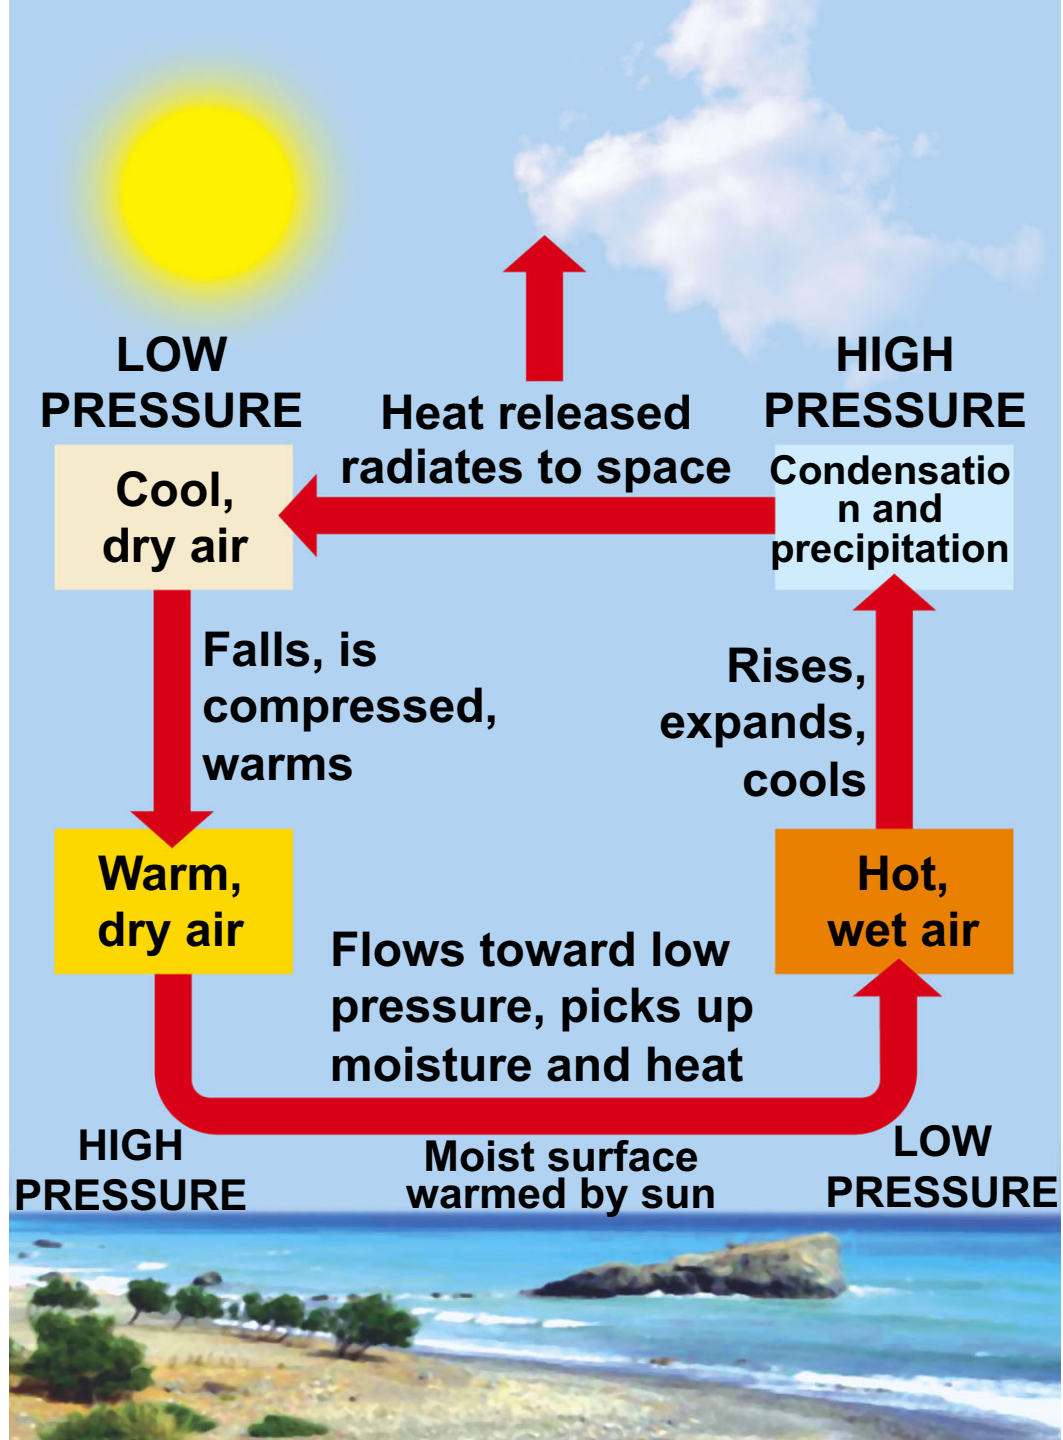 LOW
PRESSURE
HIGH
PRESSURE
Heat released
radiates to space
Cool,
dry air
Condensatio
n and
precipitation
Falls, is
compressed,
warms
Rises,
expands,
cools
Warm,
dry air
Hot,
wet air
Flows toward low
pressure, picks up
moisture and heat
HIGH
PRESSURE
Moist surface
warmed by sun
LOW
PRESSURE